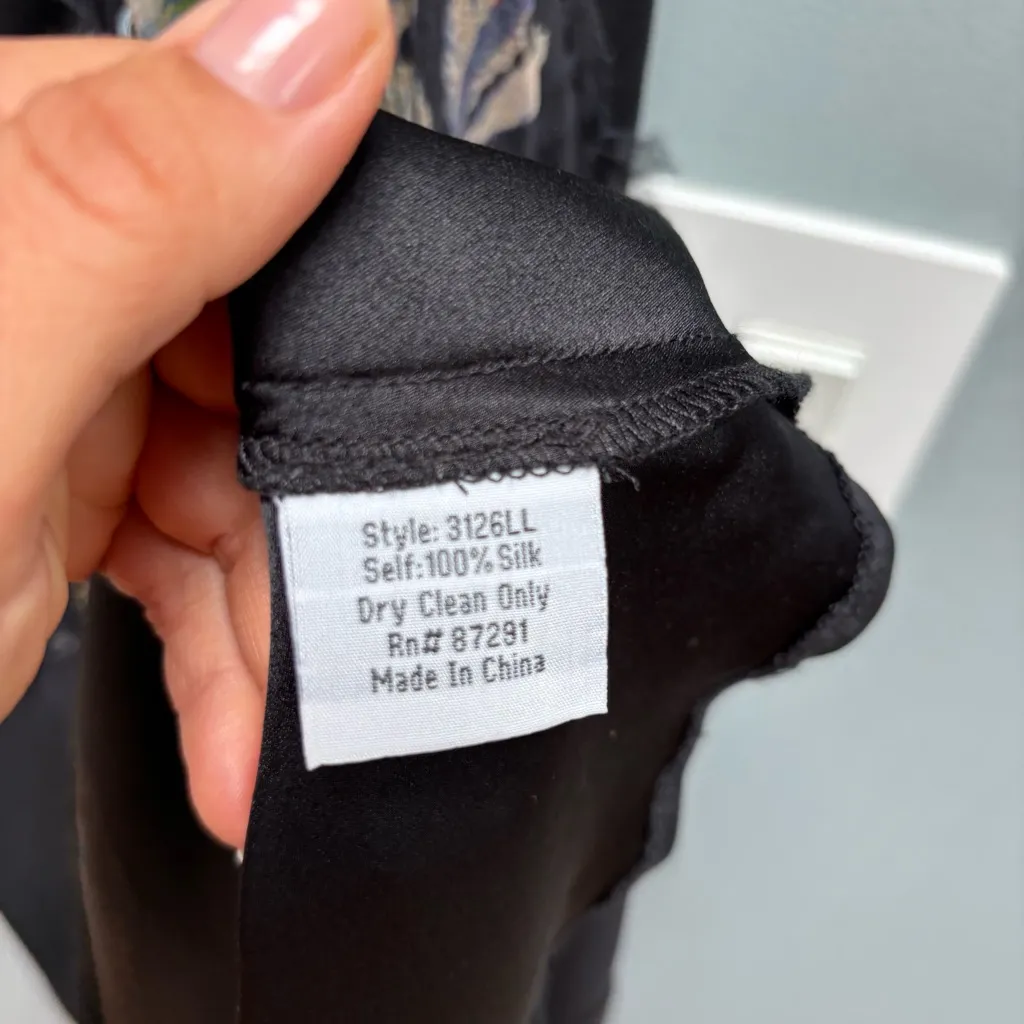 Style: 3126LL
Self:100% Silk
Dry Clean Only
Rn# 87291
Made In China